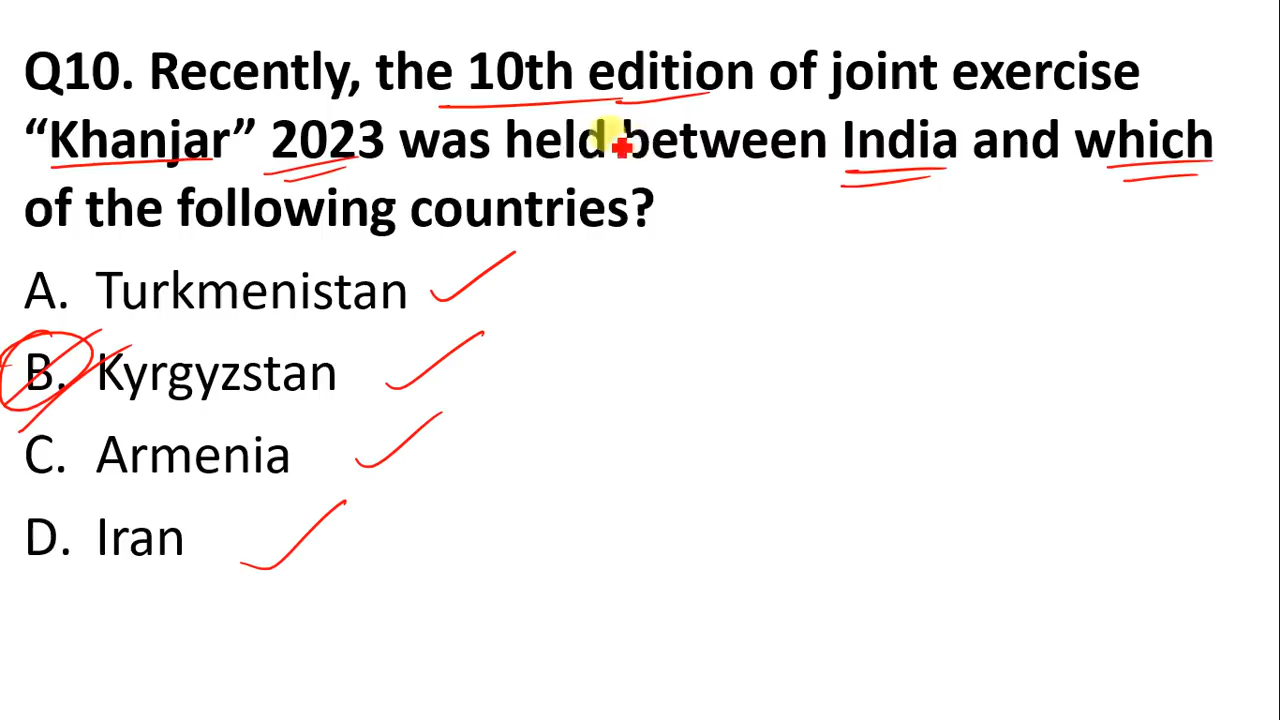 Q10. Recently, the 10th edition of joint exercise
“Khanjar” 2023 was held between India and which
of the following countries?
A. Turkmenistan
B. Kyrgyzstan
C. Armenia
D. Iran